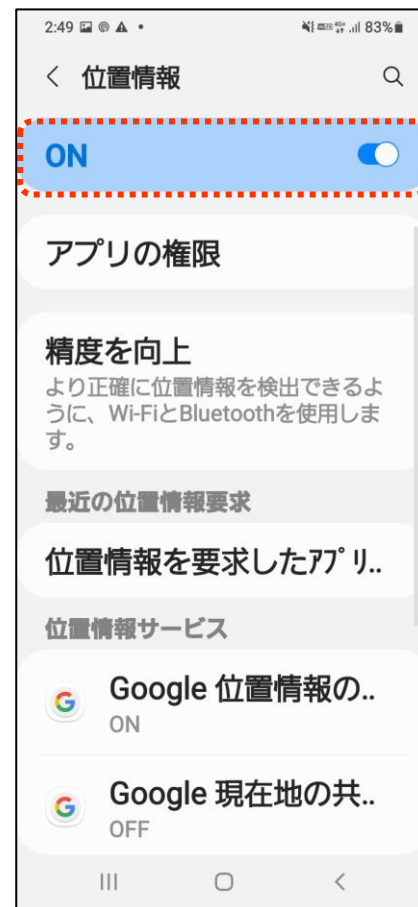 2:49
83%
位置情報
ON
アプリの権限
精度を向上
より正確に位置情報を検出できるよ
うに、Wi-FiとBluetoothを使用しま
す。
最近の位置情報要求
位置情報を要求したｱﾌﾟﾘ..
位置情報サービス
Google 位置情報の..
ON
Google 現在地の共..
OFF